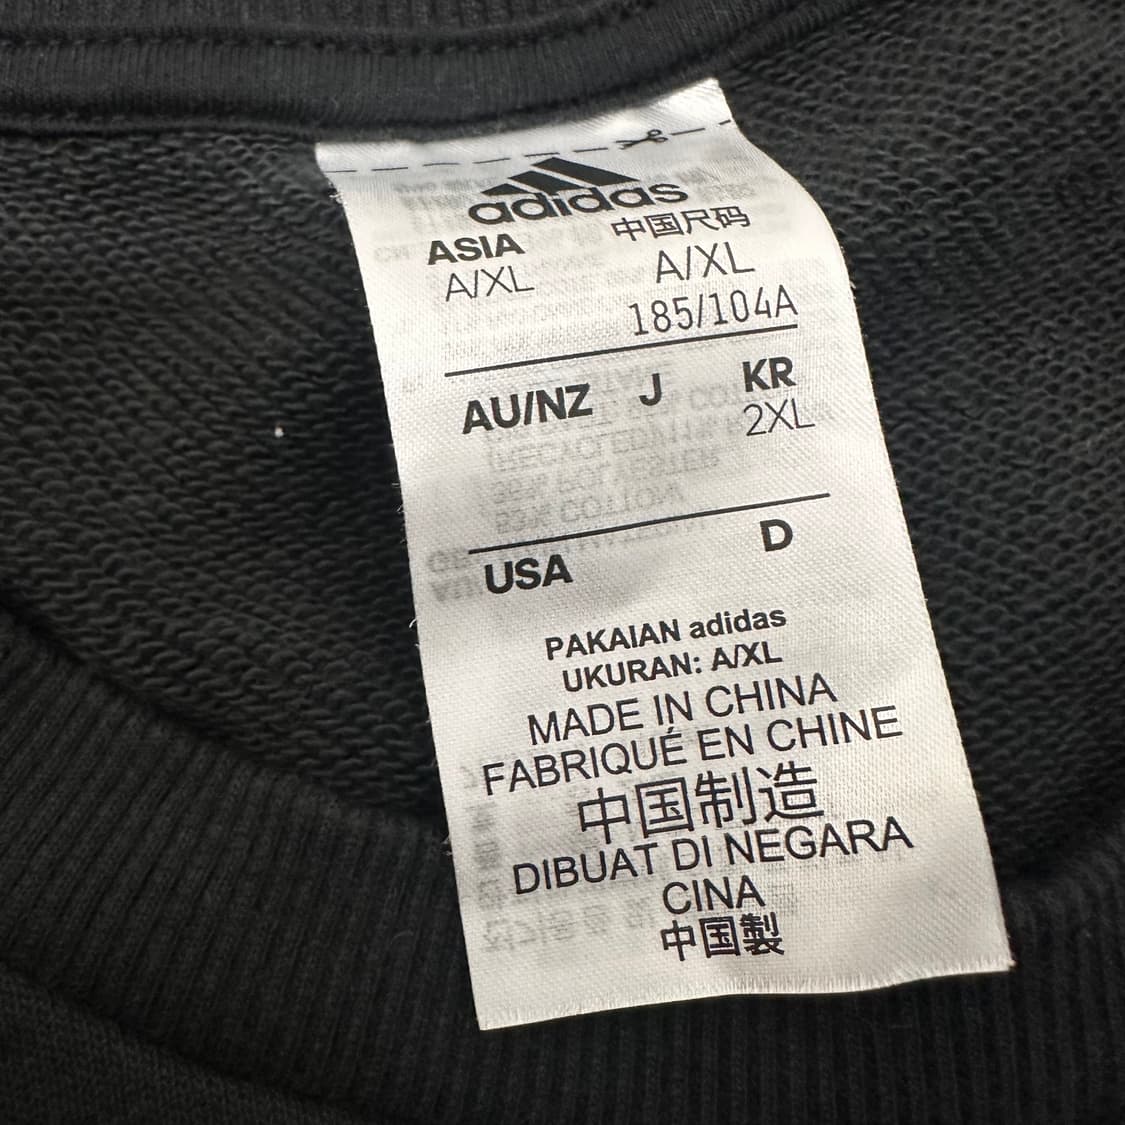 adidas
ASIA 中国尺码
A/XL A/XL
185/104A
AU/NZ J KR
2XL
USA D
PAKAIAN adidas
UKURAN: A/XL
MADE IN CHINA
FABRIQUÉ EN CHINE
中国制造
DIBUAT DI NEGARA
CINA
中国製